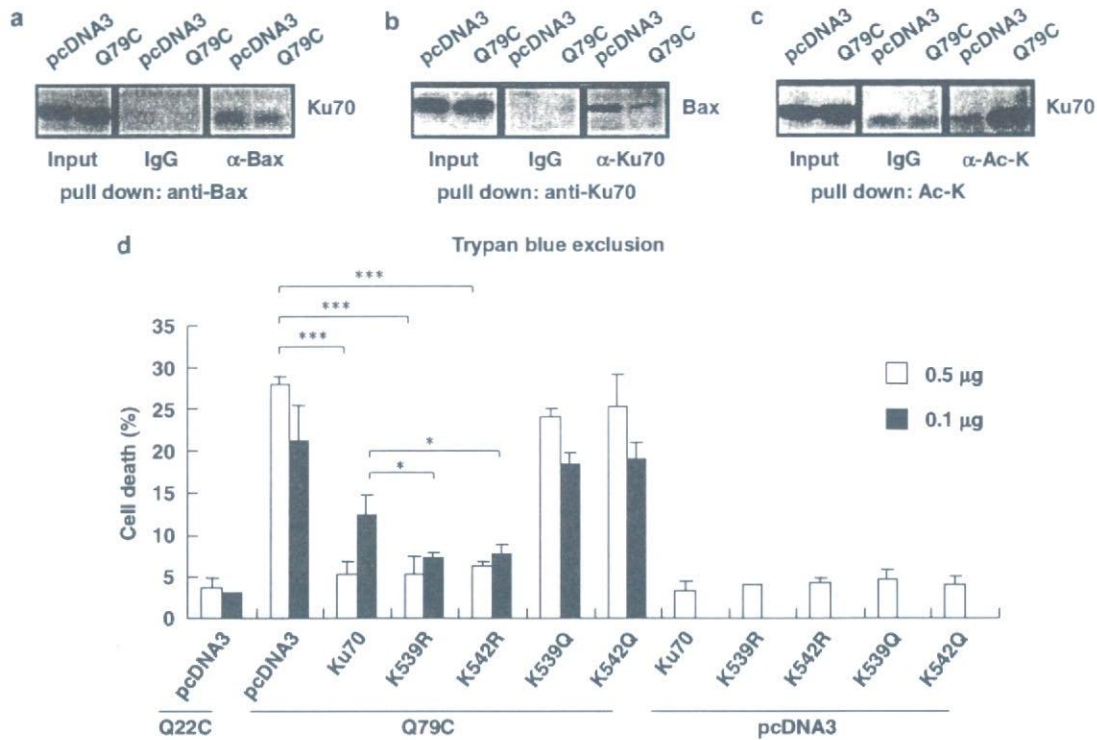 a
pcDNA3 Q79C pcDNA3 Q79C pcDNA3 Q79C
Ku70
Input IgG α-Bax
pull down: anti-Bax
b
pcDNA3 Q79C pcDNA3 Q79C pcDNA3 Q79C
Bax
Input IgG α-Ku70
pull down: anti-Ku70
c
pcDNA3 Q79C pcDNA3 Q79C pcDNA3 Q79C
Ku70
Input IgG α-Ac-K
pull down: Ac-K
d
Trypan blue exclusion
***
***
***
*
*
0.5 µg
0.1 µg
Cell death (%)
35
30
25
20
15
10
5
0
pcDNA3 pcDNA3 Ku70 K539R K542R K539Q K542Q Ku70 K539R K542R K539Q K542Q
Q22C Q79C pcDNA3